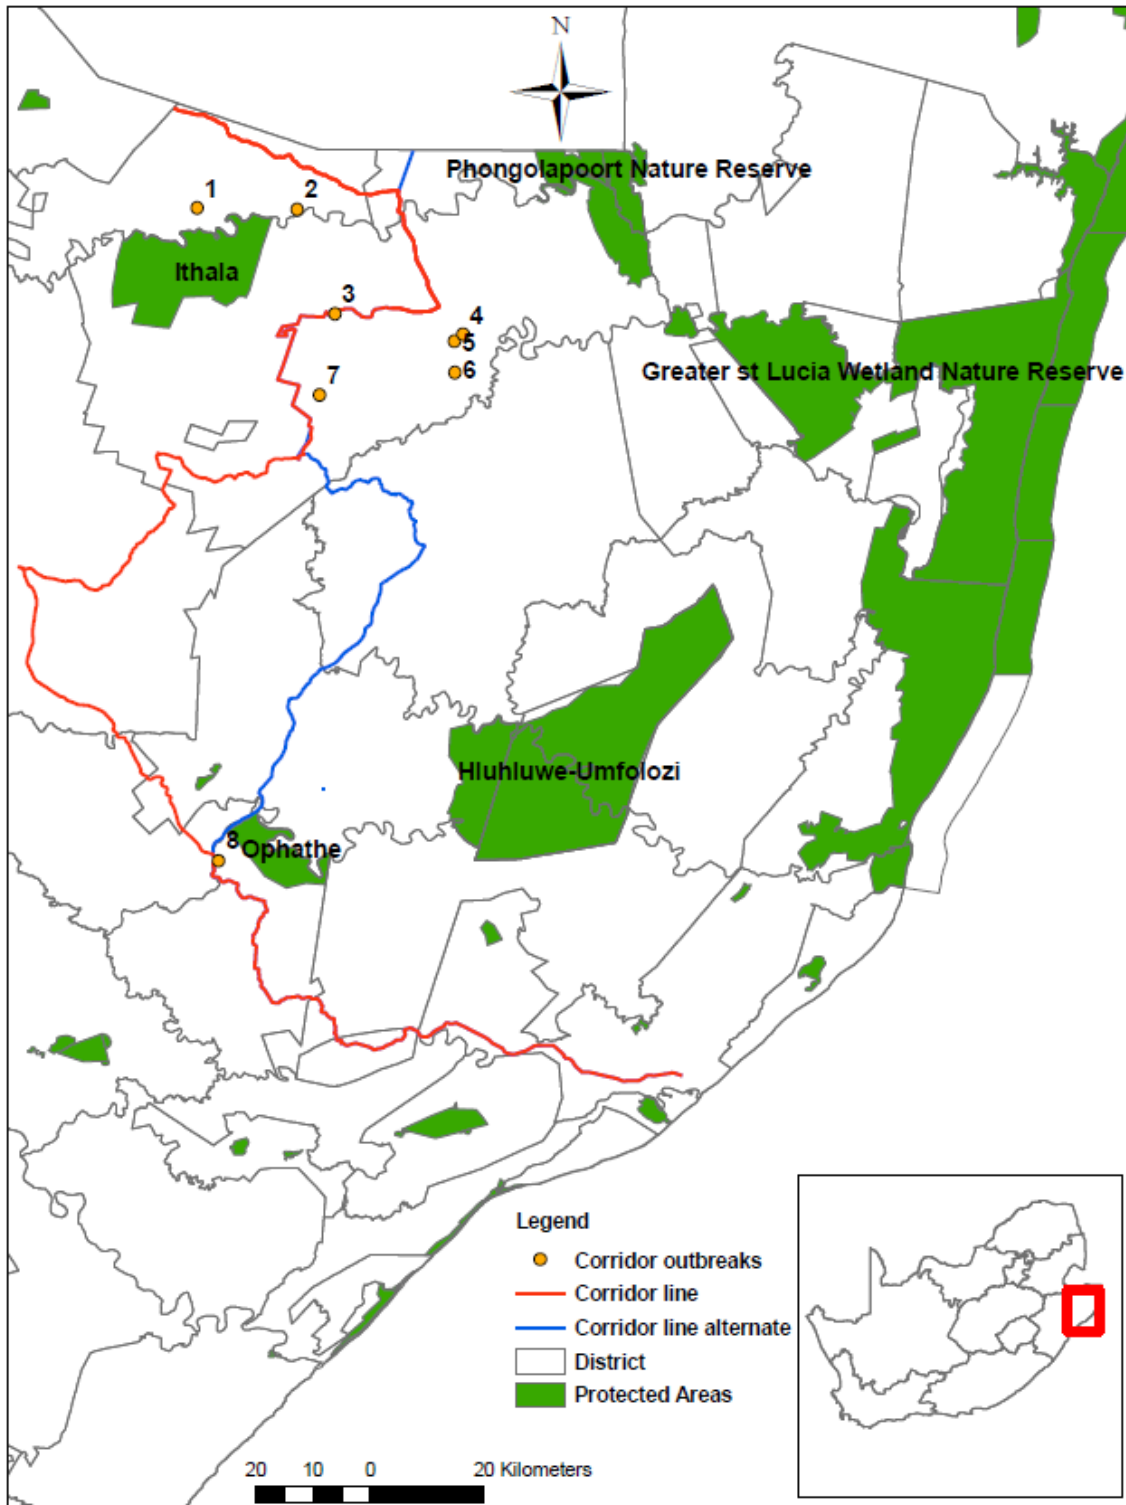 N
Phongolapoort Nature Reserve
1
2
Ithala
3
4
5
6
7
Greater st Lucia Wetland Nature Reserve
Hluhluwe-Umfolozi
8
Ophathe
Legend
Corridor outbreaks
Corridor line
Corridor line alternate
District
Protected Areas
20 10 0 20 Kilometers